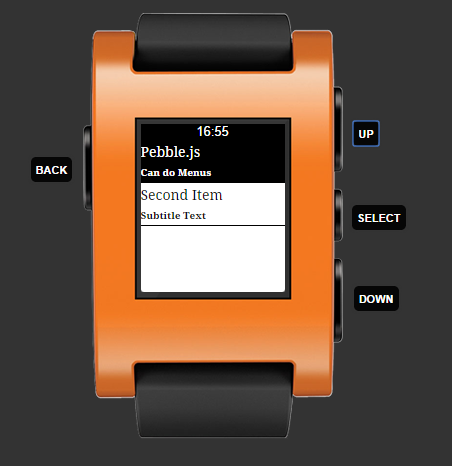 16:55
Pebble.js
Can do Menus
Second Item
Subtitle Text
BACK
UP
SELECT
DOWN